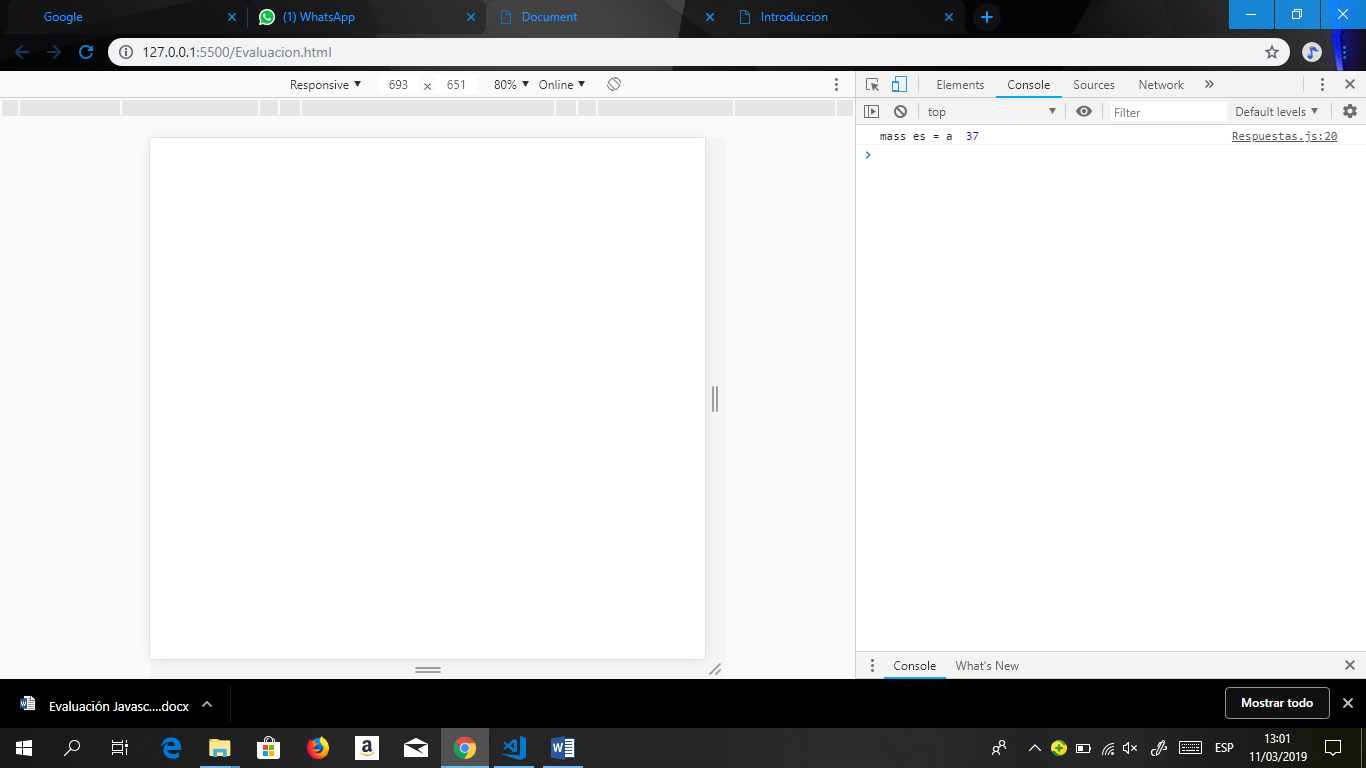 Google
(1) WhatsApp
Document
Introduccion
127.0.0.1:5500/Evaluacion.html
Responsive ▼ 693 × 651 80% ▼ Online ▼
Elements Console Sources Network »
top ▼ Filter Default levels ▼
mass es = a 37 Respuestas.js:20
>
Console What's New
Evaluación Javasc....docx
Mostrar todo
ESP
13:01
11/03/2019